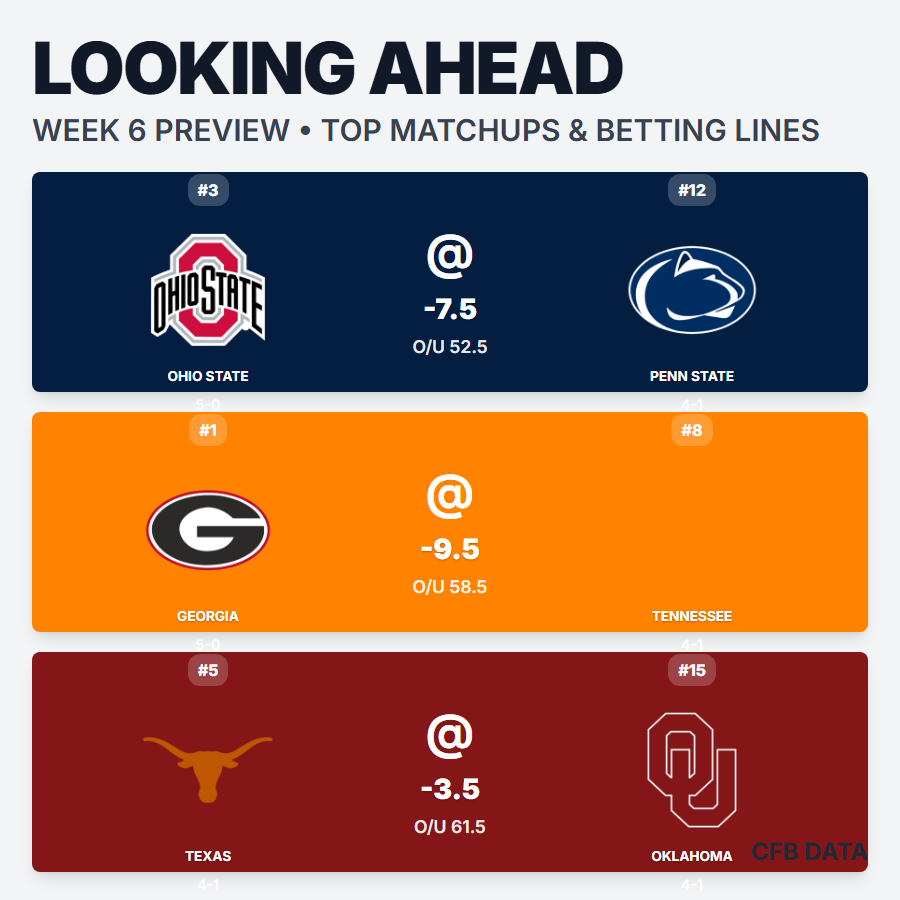 LOOKING AHEAD
WEEK 6 PREVIEW • TOP MATCHUPS & BETTING LINES
#3
#12
OHIO STATE
@
-7.5
O/U 52.5
OHIO STATE
PENN STATE
5-0
4-1
#1
#8
G
@
-9.5
O/U 58.5
GEORGIA
TENNESSEE
5-0
4-1
#5
#15
@
-3.5
O/U 61.5
OU
TEXAS
OKLAHOMA
CFB DATA
4-1
4-1